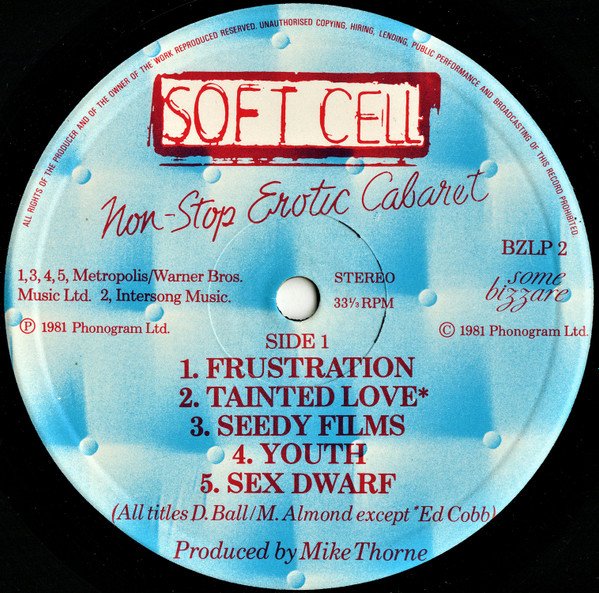 ALL RIGHTS OF THE PRODUCER AND OF THE OWNER OF THE WORK REPRODUCED RESERVED. UNAUTHORISED COPYING, HIRING, LENDING, PUBLIC PERFORMANCE AND BROADCASTING OF THIS RECORD PROHIBITED.
SOFT CELL
Non-Stop Erotic Cabaret
BZLP 2
some
bizzare
1,3, 4, 5, Metropolis/Warner Bros.
Music Ltd. 2, Intersong Music.
Ⓟ 1981 Phonogram Ltd.
STEREO
33⅓ RPM
© 1981 Phonogram Ltd.
SIDE 1
1. FRUSTRATION
2. TAINTED LOVE*
3. SEEDY FILMS
4. YOUTH
5. SEX DWARF
(All titles D. Ball/M. Almond except *Ed Cobb)
Produced by Mike Thorne